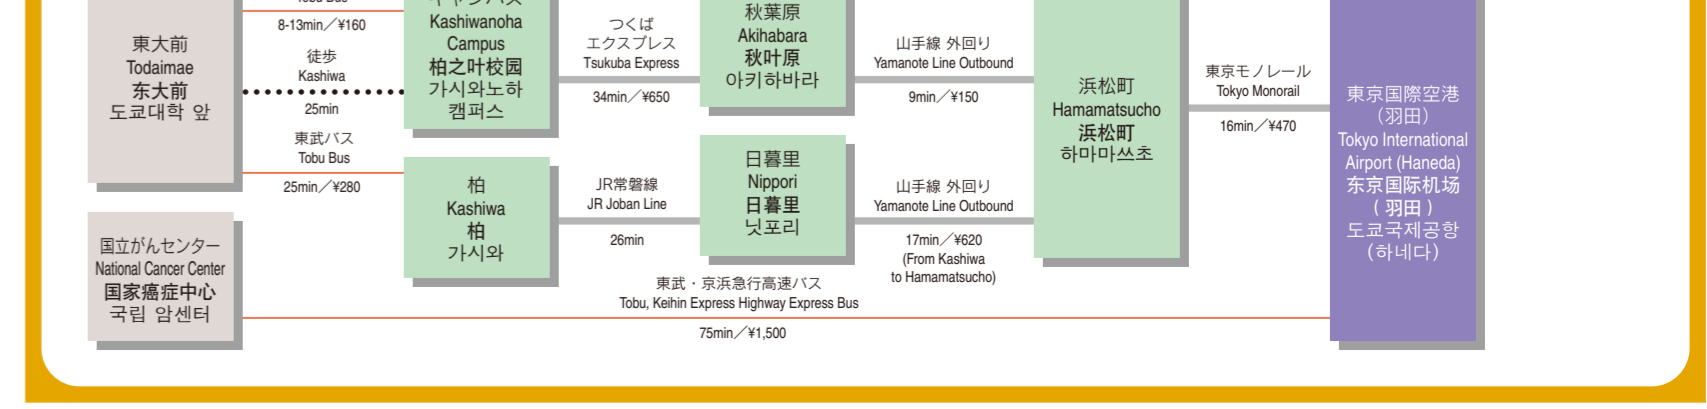 Tobu Bus
8-13min／¥160
東大前
Todaimae
东大前
도쿄대학 앞
徒歩
Kashiwa
25min
東武バス
Tobu Bus
25min／¥280
国立がんセンター
National Cancer Center
国家癌症中心
국립 암센터
キャンパス
Kashiwanoha
Campus
柏之叶校园
가시와노하
캠퍼스
柏
Kashiwa
柏
가시와
つくば
エクスプレス
Tsukuba Express
34min／¥650
JR常磐線
JR Joban Line
26min
秋葉原
Akihabara
秋叶原
아키하바라
日暮里
Nippori
日暮里
닛포리
山手線 外回り
Yamanote Line Outbound
9min／¥150
山手線 外回り
Yamanote Line Outbound
17min／¥620
(From Kashiwa
to Hamamatsucho)
浜松町
Hamamatsucho
浜松町
하마마쓰초
東京モノレール
Tokyo Monorail
16min／¥470
東京国際空港
（羽田）
Tokyo International
Airport (Haneda)
东京国际机场
( 羽田 )
도쿄국제공항
(하네다)
東武・京浜急行高速バス
Tobu, Keihin Express Highway Express Bus
75min／¥1,500